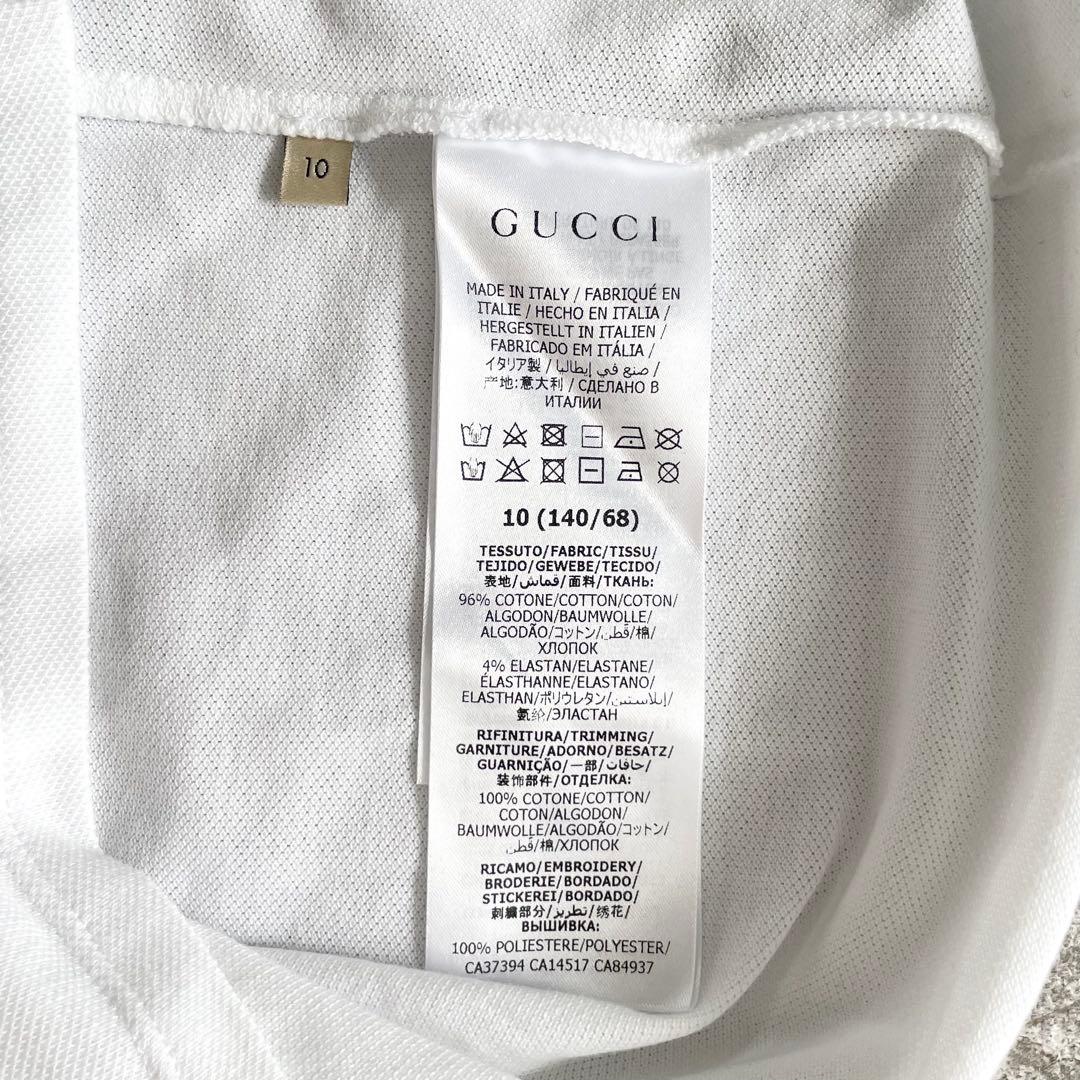 10
GUCCI
MADE IN ITALY / FABRIQUÉ EN
ITALIE / HECHO EN ITALIA /
HERGESTELLT IN ITALIEN /
FABRICADO EM ITÁLIA /
イタリア製 / صنع في إيطاليا /
产地:意大利 / СДЕЛАНО В
ИТАЛИИ
10 (140/68)
TESSUTO/FABRIC/TISSU/
TEJIDO/GEWEBE/TECIDO/
表地/قماش/面料/ТКАНЬ:
96% COTONE/COTTON/COTON/
ALGODON/BAUMWOLLE/
ALGODÃO/コットン/قطن/棉/
ХЛОПОК
4% ELASTAN/ELASTANE/
ÉLASTHANNE/ELASTANO/
ELASTHAN/ポリウレタン/إيلاستين/
氨纶/ЭЛАСТАН
RIFINITURA/TRIMMING/
GARNITURE/ADORNO/BESATZ/
GUARNIÇÃO/一部/حافات/
装饰部件/ОТДЕЛКА:
100% COTONE/COTTON/
COTON/ALGODON/
BAUMWOLLE/ALGODÃO/コットン/
قطن/棉/ХЛОПОК
RICAMO/EMBROIDERY/
BRODERIE/BORDADO/
STICKEREI/BORDADO/
刺繍部分/تطريز/绣花/
ВЫШИВКА:
100% POLIESTERE/POLYESTER/
CA37394 CA14517 CA84937